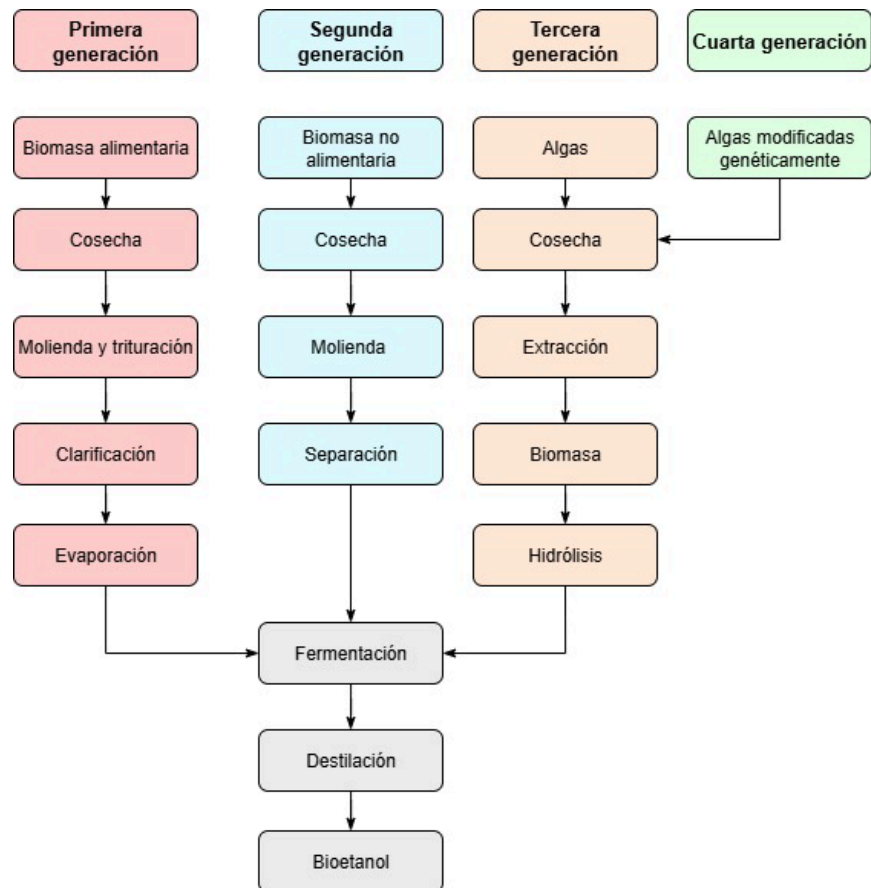 Primera
generación
Segunda
generación
Tercera
generación
Cuarta generación
Biomasa alimentaria
Biomasa no
alimentaria
Algas
Algas modificadas
genéticamente
Cosecha
Cosecha
Cosecha
Molienda y trituración
Molienda
Extracción
Clarificación
Separación
Biomasa
Evaporación
Hidrólisis
Fermentación
Destilación
Bioetanol